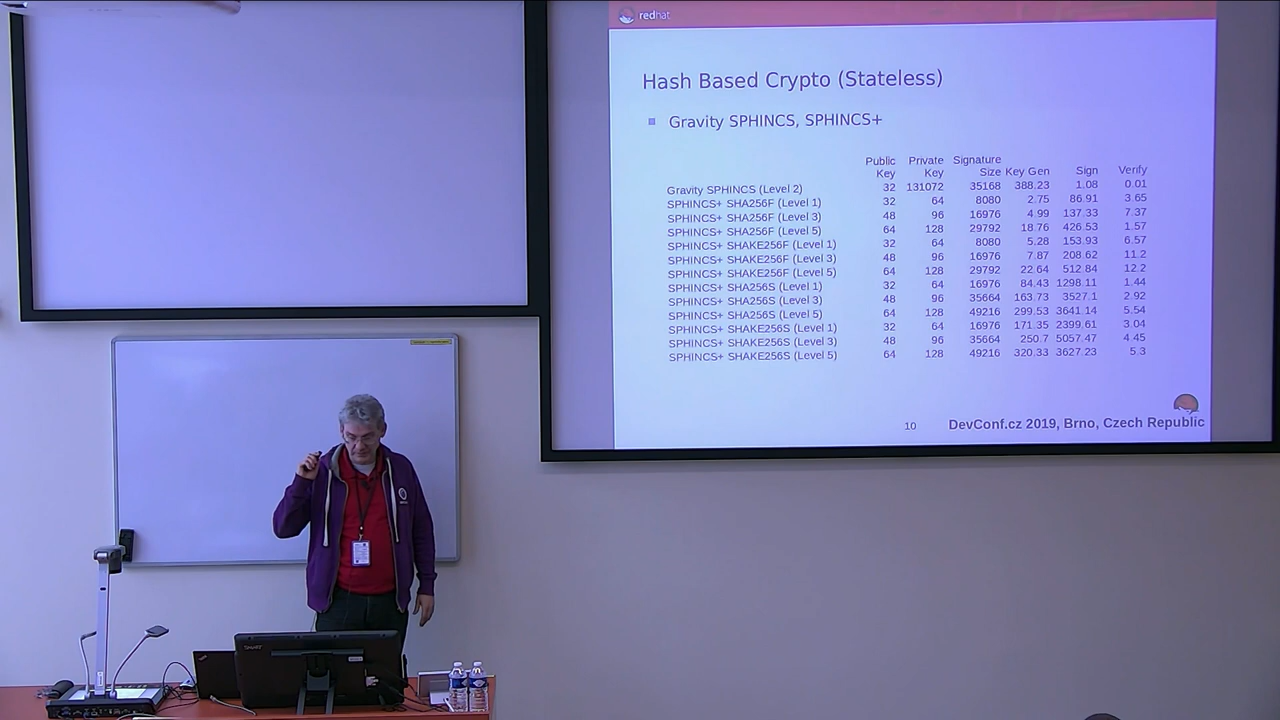 redhat
Hash Based Crypto (Stateless)
Gravity SPHINCS, SPHINCS+
Public Key Private Key Signature Size Key Gen Sign Verify
Gravity SPHINCS (Level 2) 32 131072 35168 388.23 1.08 0.01
SPHINCS+ SHA256F (Level 1) 32 64 8080 2.75 86.91 3.65
SPHINCS+ SHA256F (Level 3) 48 96 16976 4.99 137.33 7.37
SPHINCS+ SHA256F (Level 5) 64 128 29792 18.76 426.53 1.57
SPHINCS+ SHAKE256F (Level 1) 32 64 8080 5.28 153.93 6.57
SPHINCS+ SHAKE256F (Level 3) 48 96 16976 7.87 208.62 11.2
SPHINCS+ SHAKE256F (Level 5) 64 128 29792 22.64 512.84 12.2
SPHINCS+ SHA256S (Level 1) 32 64 16976 84.43 1298.11 1.44
SPHINCS+ SHA256S (Level 3) 48 96 35664 163.73 3527.1 2.92
SPHINCS+ SHA256S (Level 5) 64 128 49216 299.53 3641.14 5.54
SPHINCS+ SHAKE256S (Level 1) 32 64 16976 171.35 2399.61 3.04
SPHINCS+ SHAKE256S (Level 3) 48 96 35664 250.7 5057.47 4.45
SPHINCS+ SHAKE256S (Level 5) 64 128 49216 320.33 3627.23 5.3
10 DevConf.cz 2019, Brno, Czech Republic